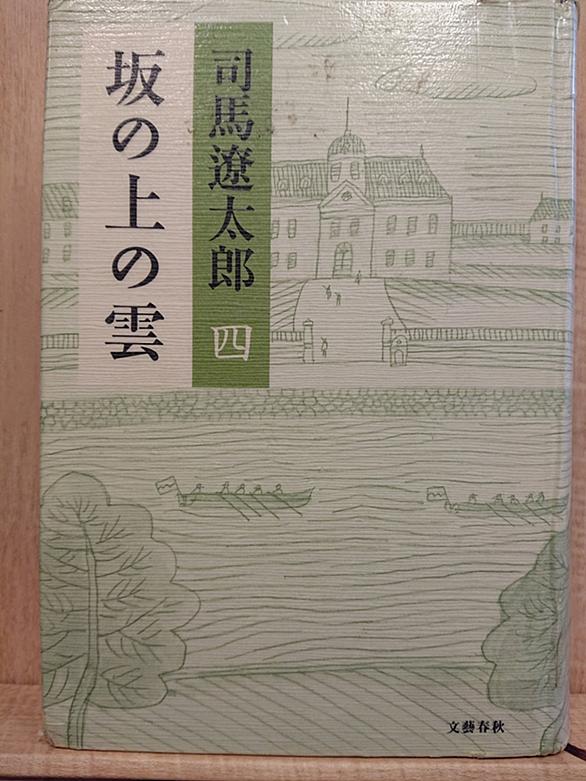 坂の上の雲
司馬遼太郎 四
文藝春秋